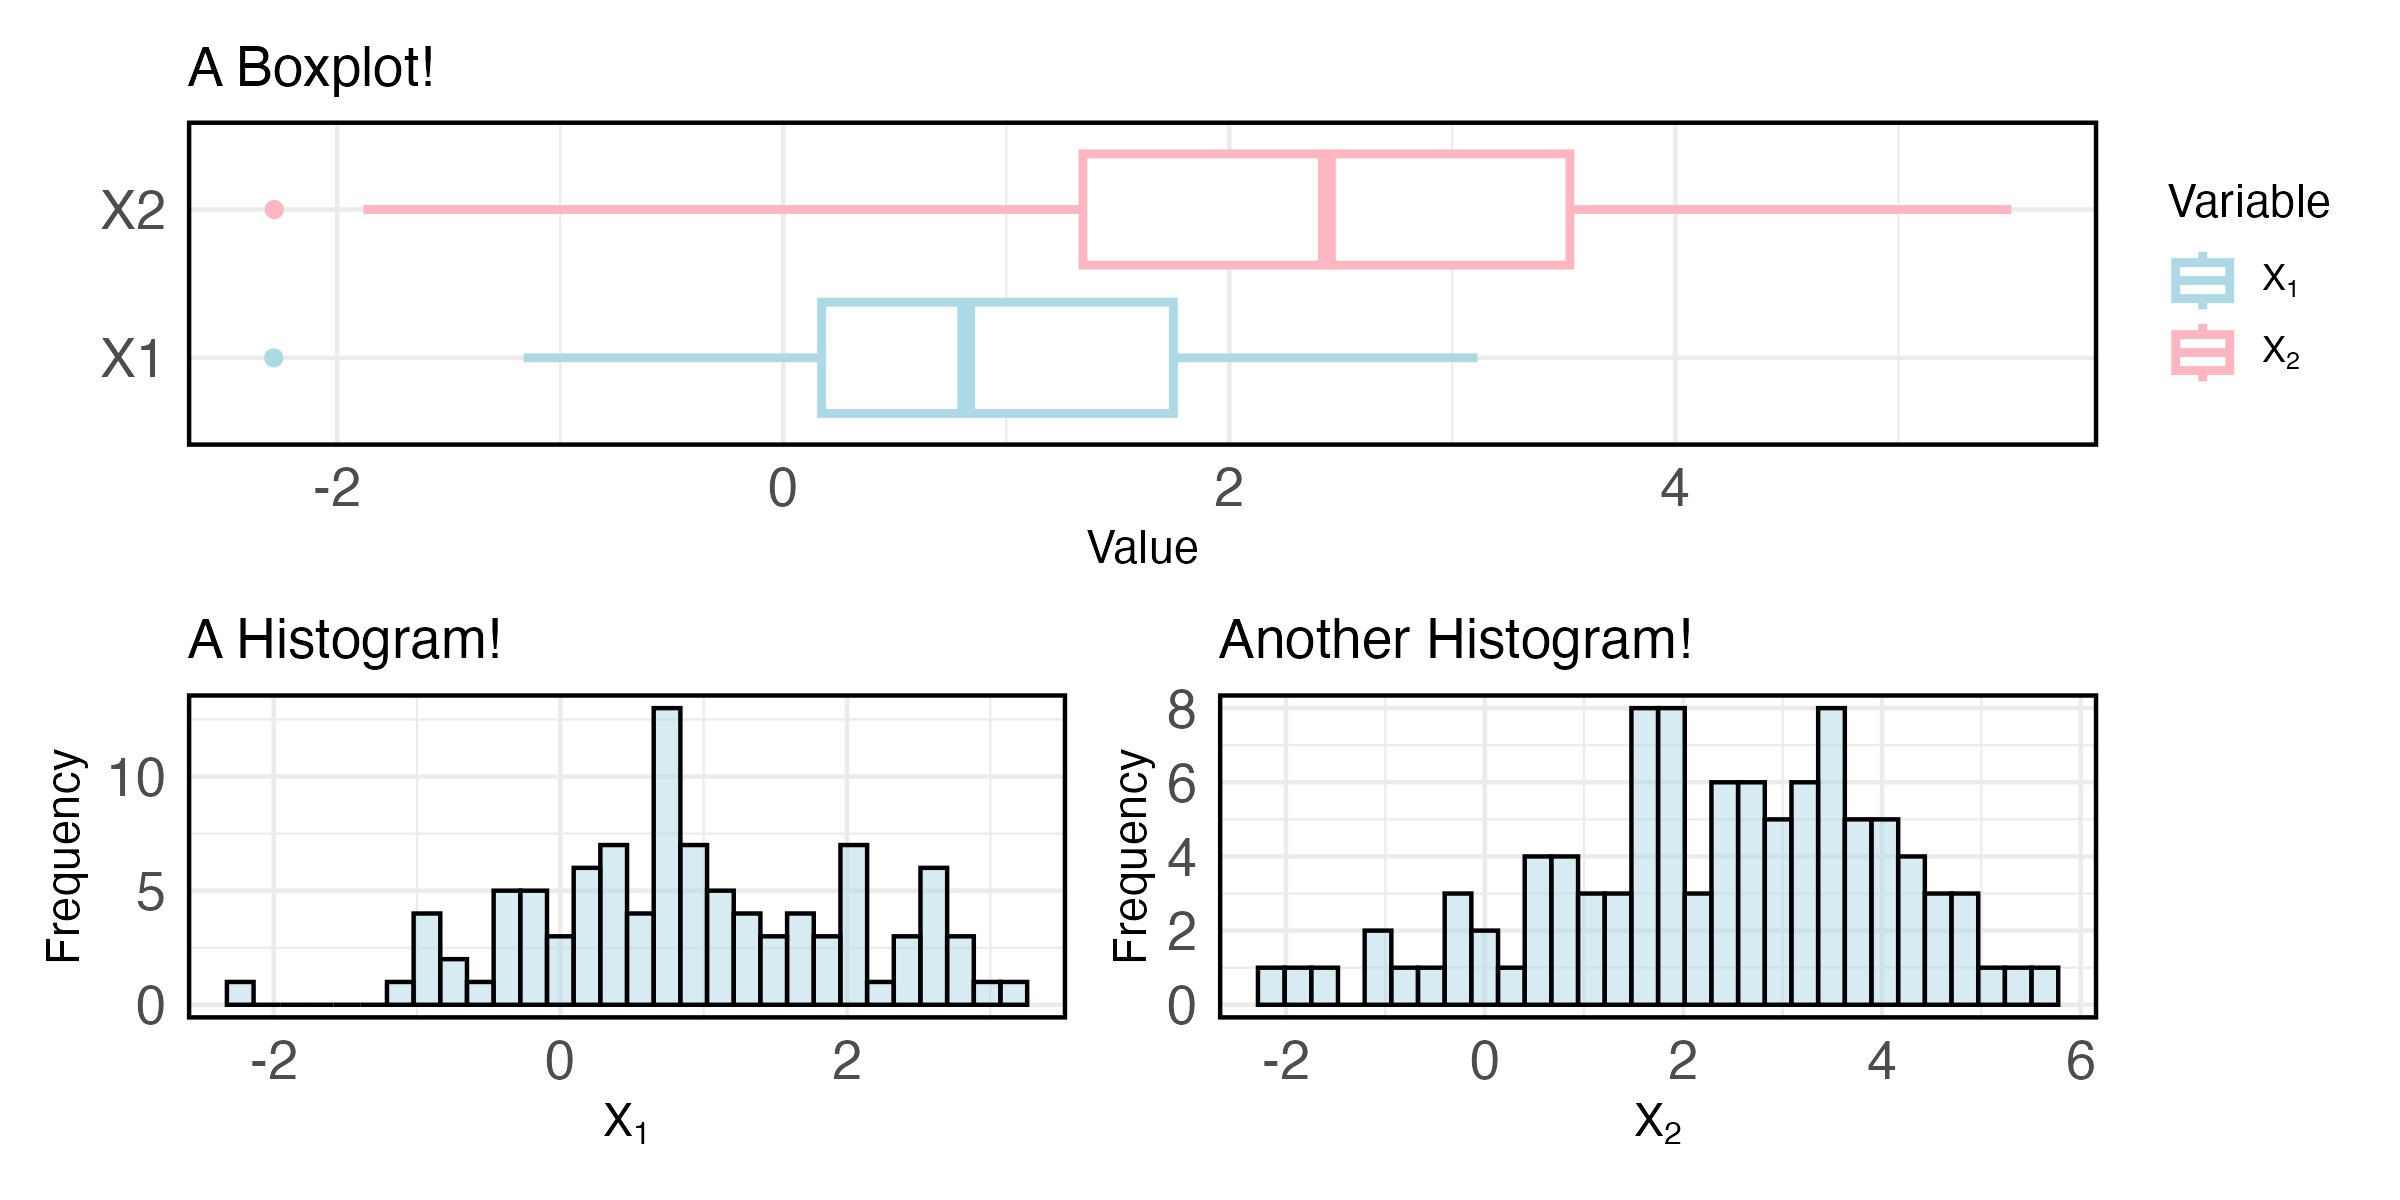 A Boxplot!
X2
X1
-2 0 2 4
Value
Variable
X₁
X₂
A Histogram!
Frequency
10
5
0
-2 0 2
X₁
Another Histogram!
Frequency
8
6
4
2
0
-2 0 2 4 6
X₂